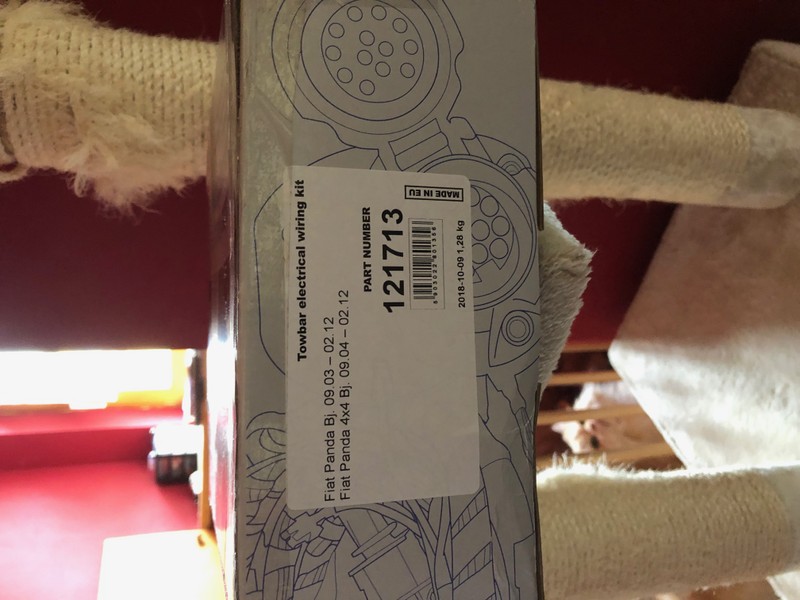 Towbar electrical wiring kit
Fiat Panda Bj. 09.03 – 02.12
Fiat Panda 4x4 Bj. 09.04 – 02.12
PART NUMBER
121713
2018-10-09 1,28 kg
MADE IN EU